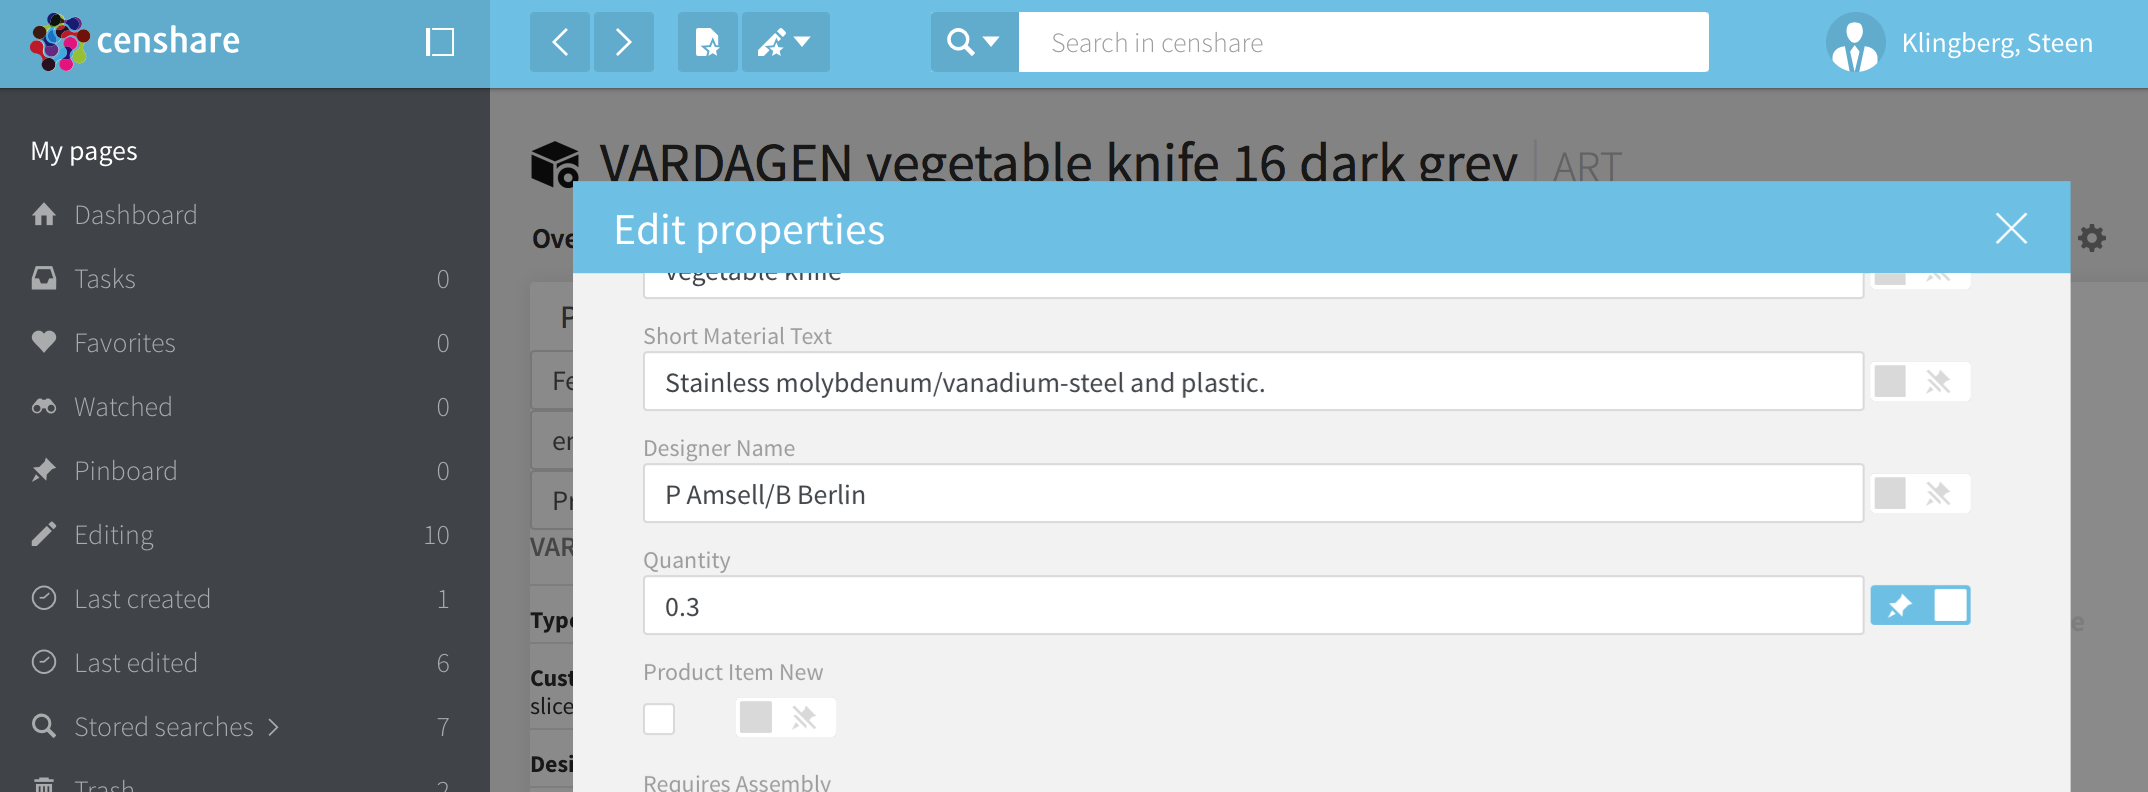 censhare
Search in censhare
Klingberg, Steen
My pages
Dashboard
Tasks 0
Favorites 0
Watched 0
Pinboard 0
Editing 10
Last created 1
Last edited 6
Stored searches 7
Trash 2
VARDAGEN vegetable knife 16 dark grey ART
Ove
F
Fe
er
Pr
VAR
Type
Cust
slice
Desi
e
Edit properties
vegetable knife
Short Material Text
Stainless molybdenum/vanadium-steel and plastic.
Designer Name
P Amsell/B Berlin
Quantity
0.3
Product Item New
Requires Assembly